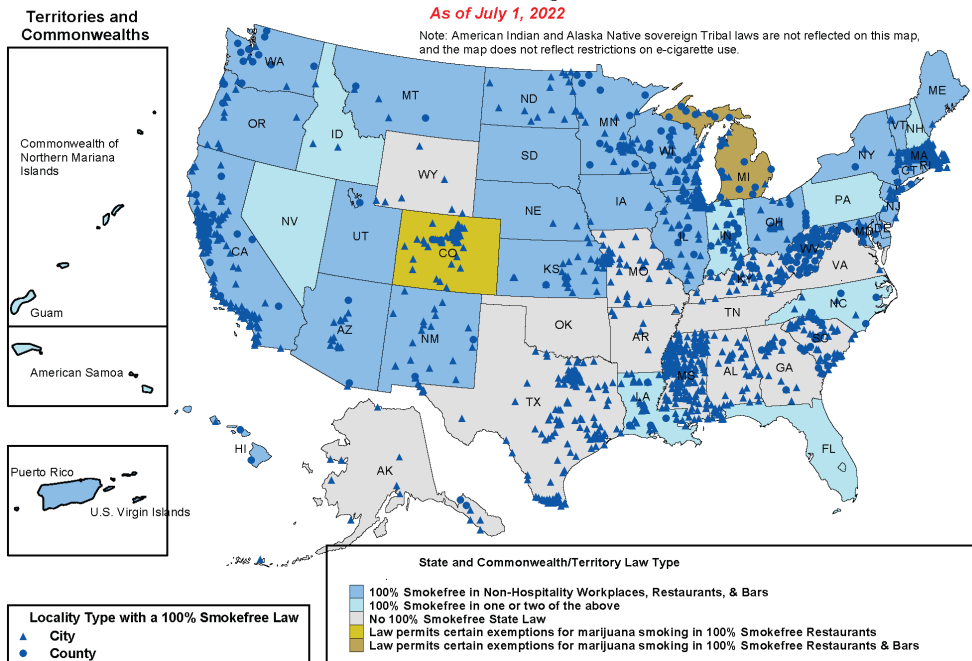 Territories and
Commonwealths
As of July 1, 2022
Note: American Indian and Alaska Native sovereign Tribal laws are not reflected on this map,
and the map does not reflect restrictions on e-cigarette use.
Commonwealth of
Northern Mariana
Islands
Guam
American Samoa
Puerto Rico
U.S. Virgin Islands
WA
MT
ND
MN
ME
VT
NH
OR
ID
SD
WI
NY
MA
CT
RI
WY
MI
IA
NE
PA
NJ
NV
UT
CO
IL
IN
OH
MD
DE
CA
KS
MO
WV
KY
VA
AZ
NM
OK
AR
TN
NC
SC
TX
LA
MS
AL
GA
FL
HI
AK
State and Commonwealth/Territory Law Type
100% Smokefree in Non-Hospitality Workplaces, Restaurants, & Bars
100% Smokefree in one or two of the above
No 100% Smokefree State Law
Law permits certain exemptions for marijuana smoking in 100% Smokefree Restaurants
Law permits certain exemptions for marijuana smoking in 100% Smokefree Restaurants & Bars
Locality Type with a 100% Smokefree Law
City
County